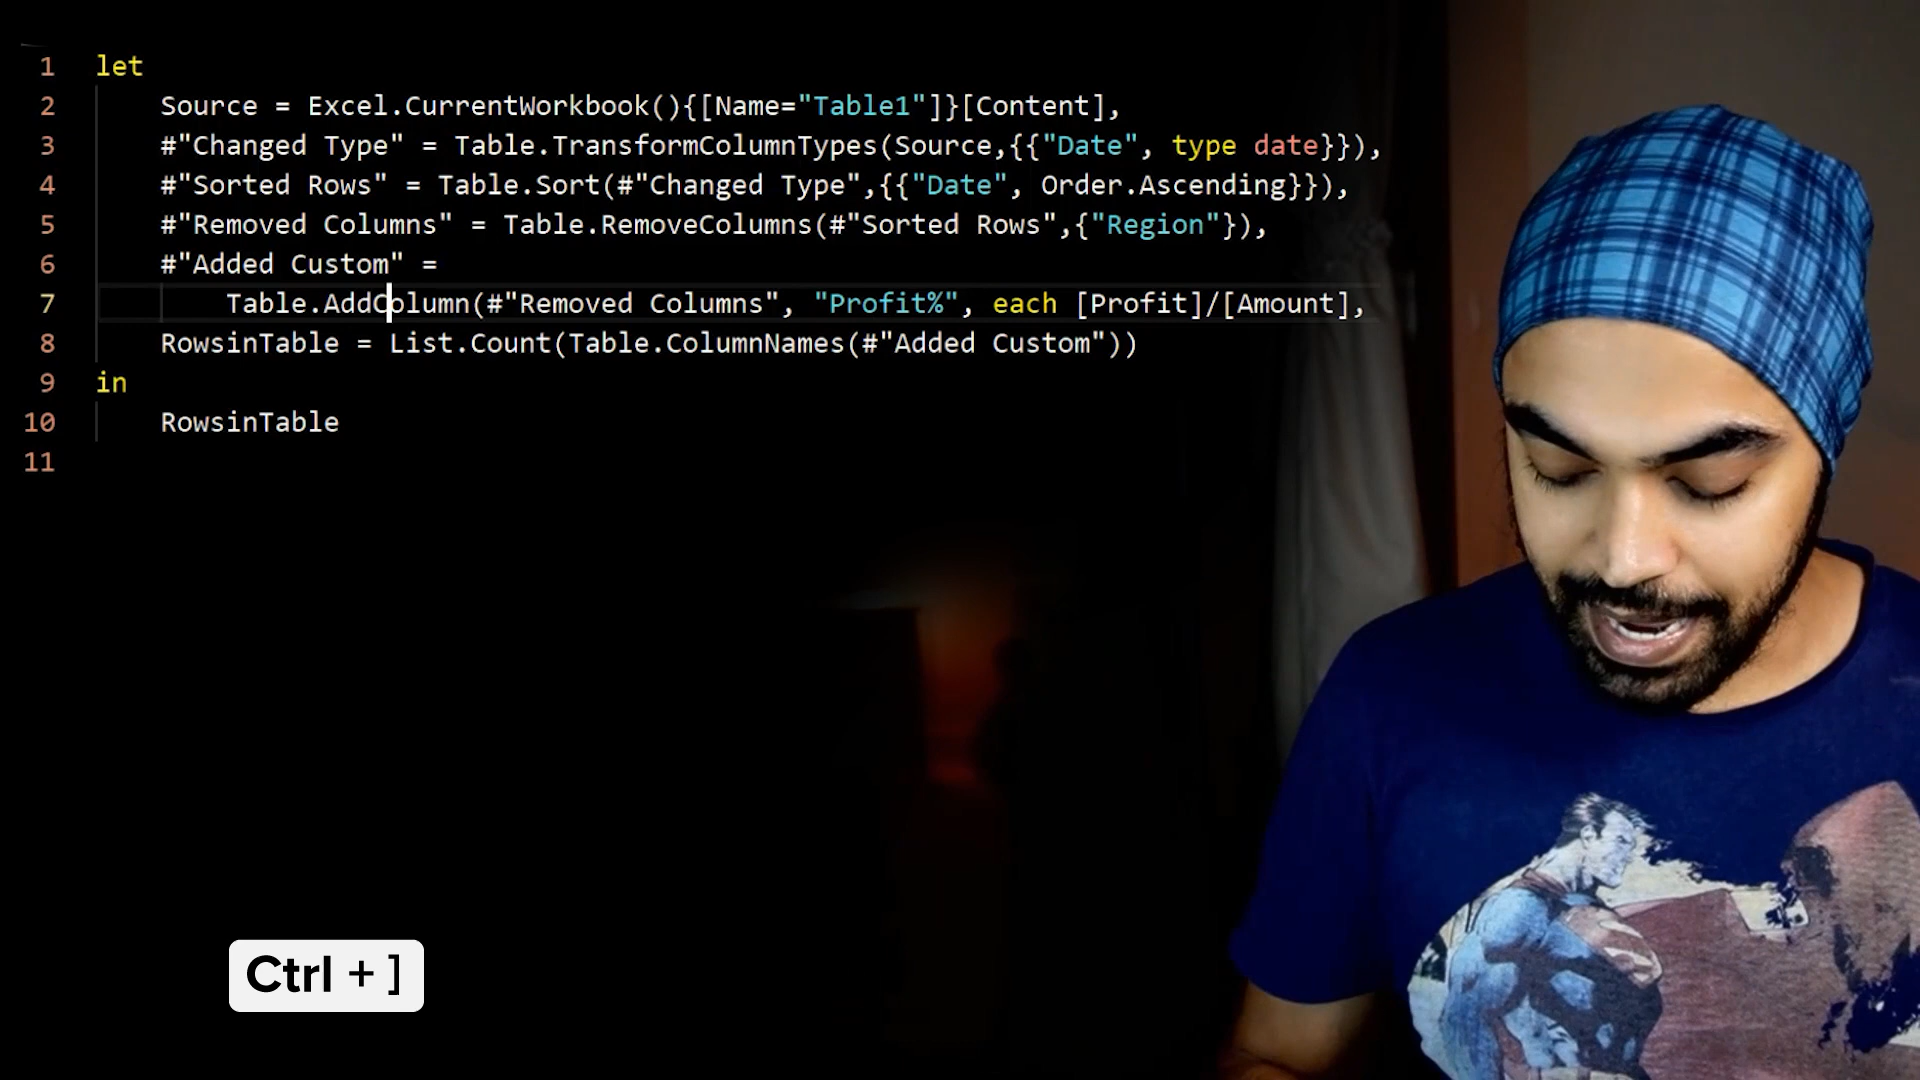 1 let
2 Source = Excel.CurrentWorkbook(){[Name="Table1"]}[Content],
3 #"Changed Type" = Table.TransformColumnTypes(Source,{{"Date", type date}}),
4 #"Sorted Rows" = Table.Sort(#"Changed Type",{{"Date", Order.Ascending}}),
5 #"Removed Columns" = Table.RemoveColumns(#"Sorted Rows",{"Region"}),
6 #"Added Custom" =
7 Table.AddColumn(#"Removed Columns", "Profit%", each [Profit]/[Amount],
8 RowsinTable = List.Count(Table.ColumnNames(#"Added Custom"))
9 in
10 RowsinTable
11
Ctrl + ]